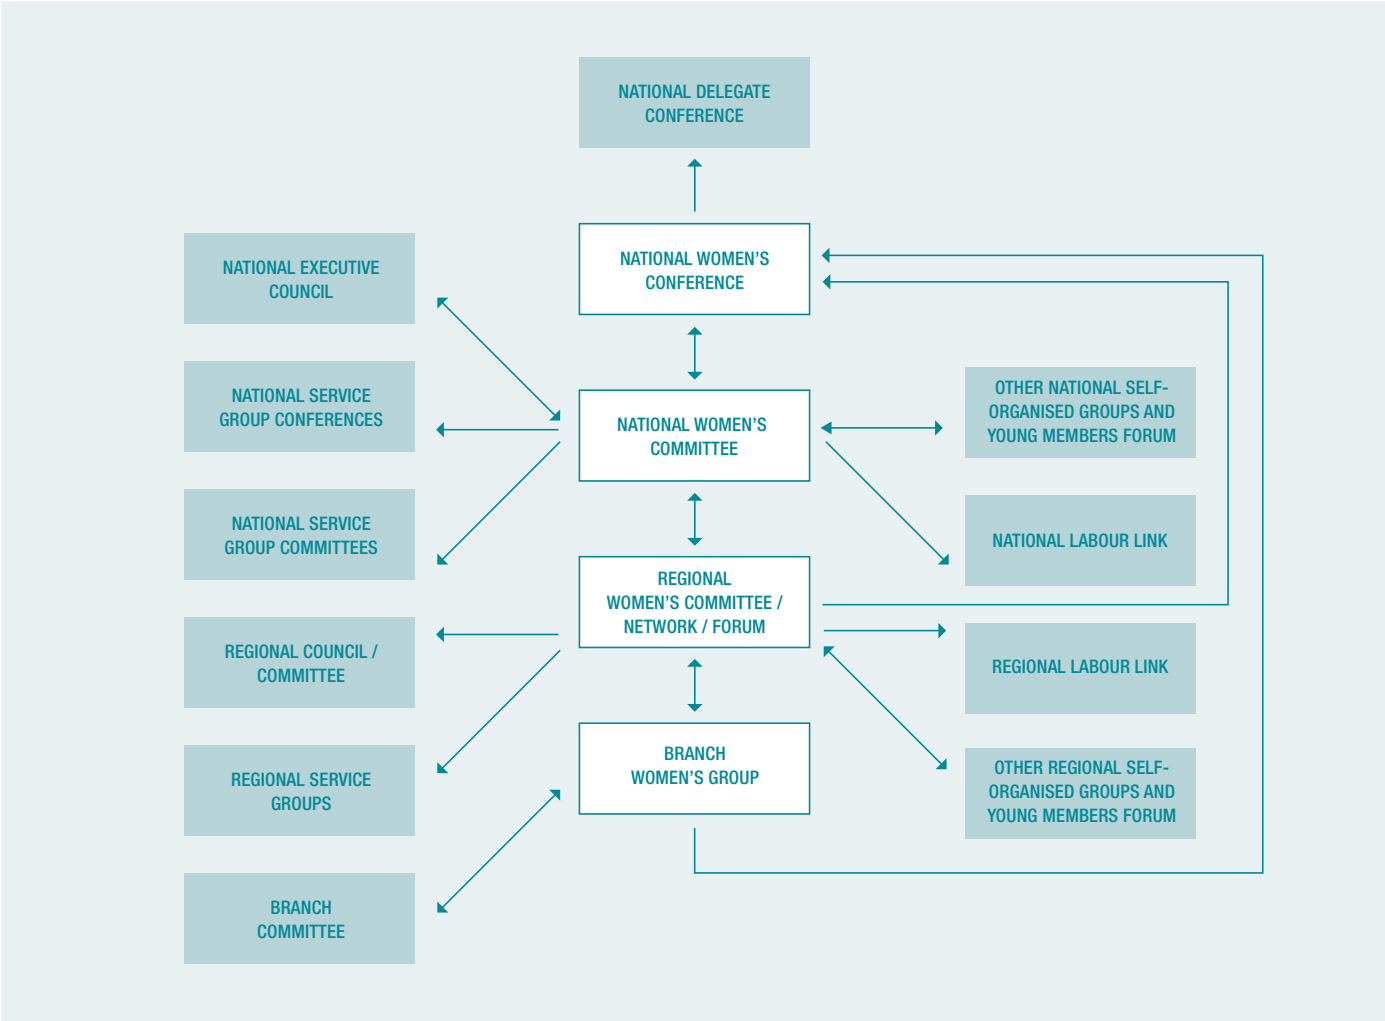 NATIONAL DELEGATE
CONFERENCE
NATIONAL WOMEN'S
CONFERENCE
NATIONAL EXECUTIVE
COUNCIL
NATIONAL SERVICE
GROUP CONFERENCES
NATIONAL WOMEN'S
COMMITTEE
OTHER NATIONAL SELF-
ORGANISED GROUPS AND
YOUNG MEMBERS FORUM
NATIONAL SERVICE
GROUP COMMITTEES
NATIONAL LABOUR LINK
REGIONAL
WOMEN'S COMMITTEE /
NETWORK / FORUM
REGIONAL COUNCIL /
COMMITTEE
REGIONAL LABOUR LINK
BRANCH
WOMEN'S GROUP
REGIONAL SERVICE
GROUPS
OTHER REGIONAL SELF-
ORGANISED GROUPS AND
YOUNG MEMBERS FORUM
BRANCH
COMMITTEE